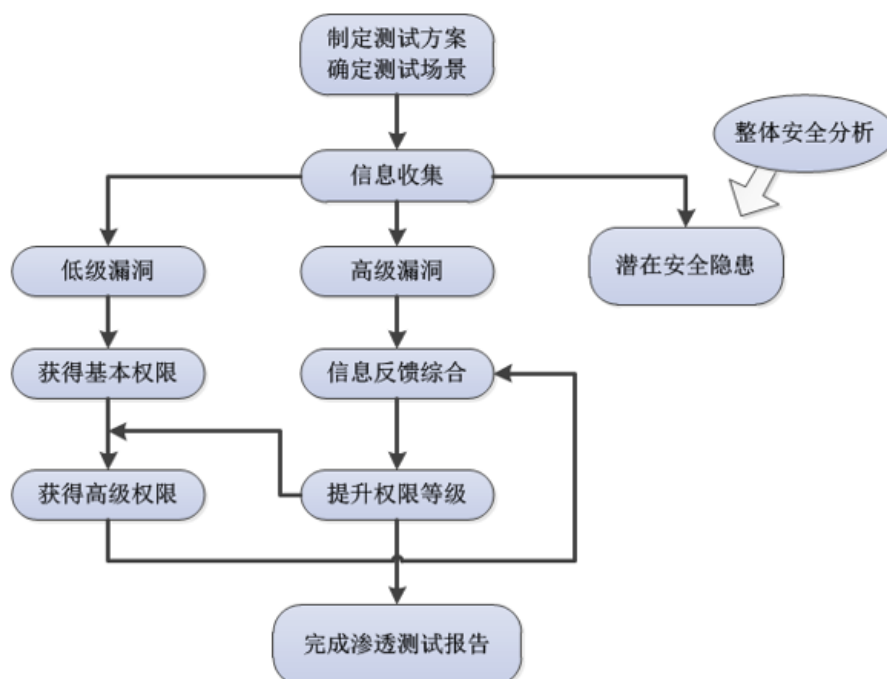 制定测试方案
确定测试场景
整体安全分析
信息收集
低级漏洞
高级漏洞
潜在安全隐患
获得基本权限
信息反馈综合
获得高级权限
提升权限等级
完成渗透测试报告